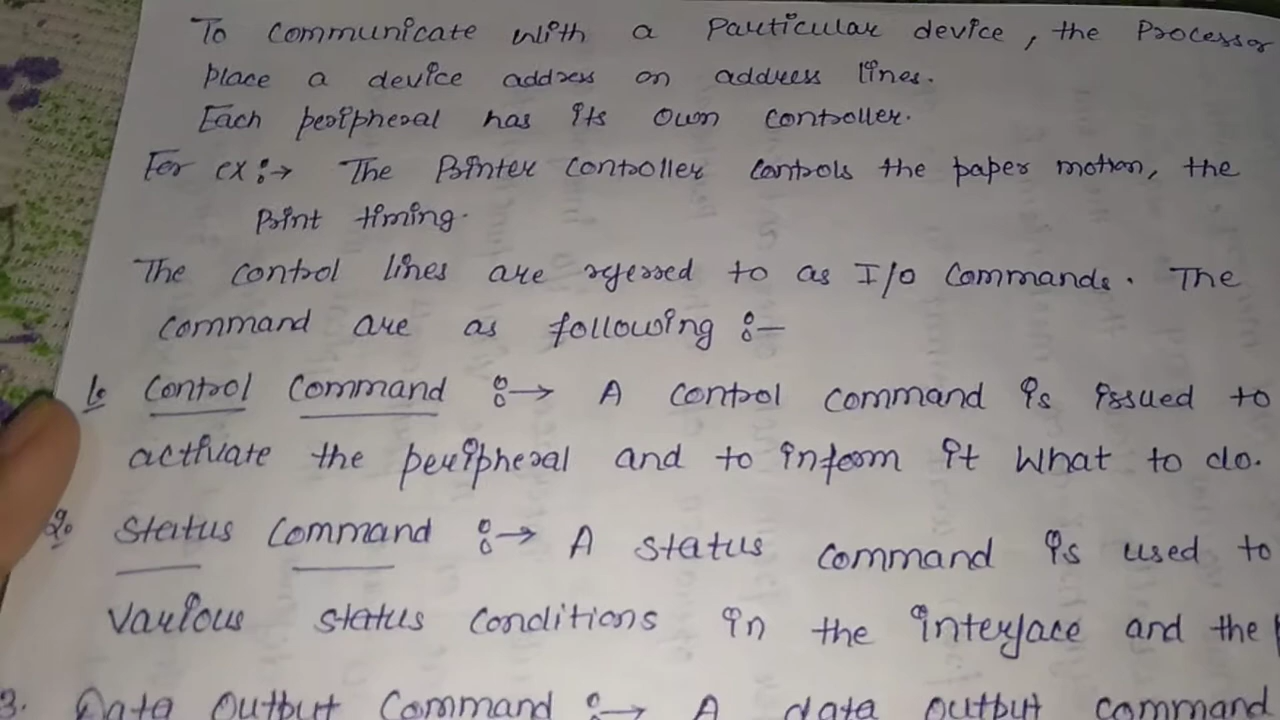 To communicate with a Particular device, the Processor
place a device address on address lines.
Each peripheral has its own controller.
For ex:→ The Printer controller controls the paper motion, the
print timing.
The control lines are referred to as I/O commands. The
command are as following :-
1. Control Command :→ A control command is issued to
activate the peripheral and to inform it what to do.
2. Status Command :→ A status command is used to
various status conditions in the interface and the
3. Data Output Command :→ A data output command